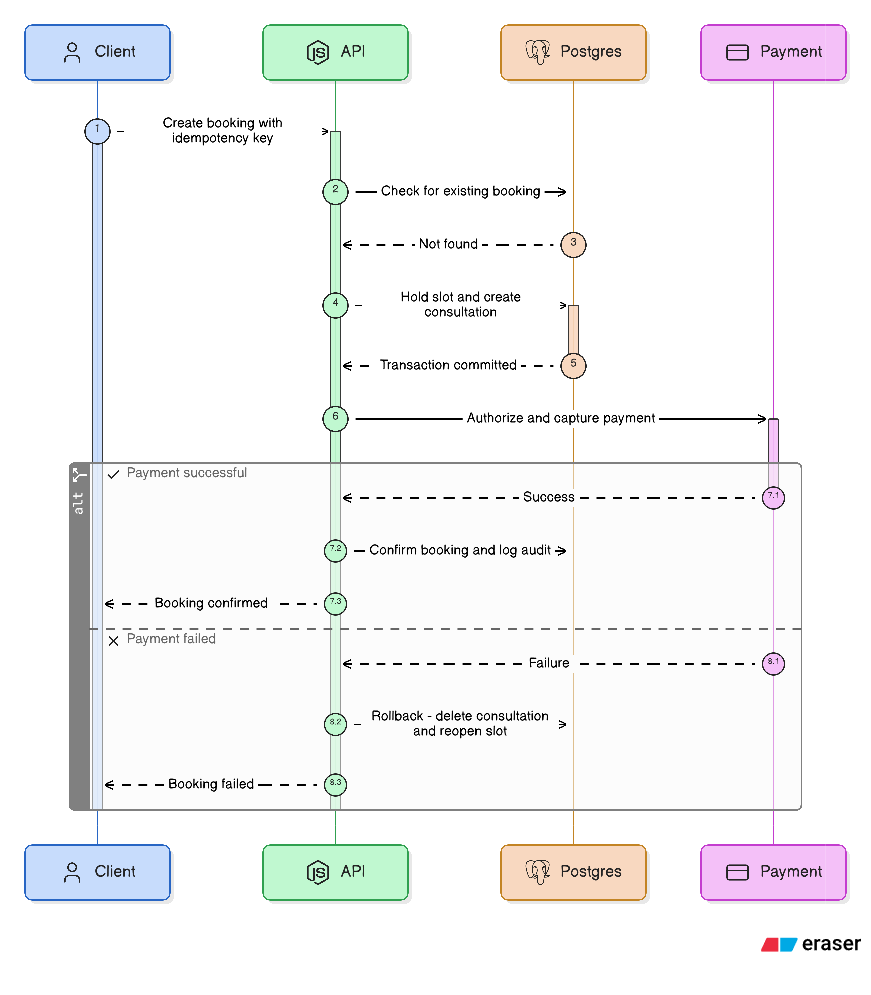 Client
API
Postgres
Payment
1
Create booking with
idempotency key
2
Check for existing booking
Not found
3
4
Hold slot and create
consultation
Transaction committed
5
6
Authorize and capture payment
alt
Payment successful
Success
7.1
7.2
Confirm booking and log audit
Booking confirmed
7.3
Payment failed
Failure
8.1
8.2
Rollback - delete consultation
and reopen slot
Booking failed
8.3
Client
API
Postgres
Payment
eraser